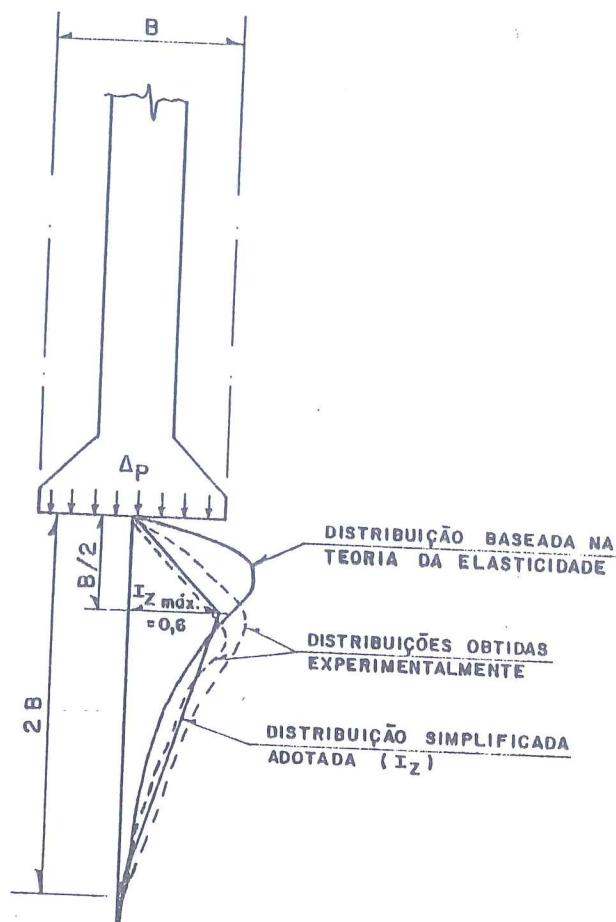 B
ΔP
B/2
Iz máx.
=0,6
2B
DISTRIBUIÇÃO BASEADA NA
TEORIA DA ELASTICIDADE
DISTRIBUIÇÕES OBTIDAS
EXPERIMENTALMENTE
DISTRIBUIÇÃO SIMPLIFICADA
ADOTADA (Iz)